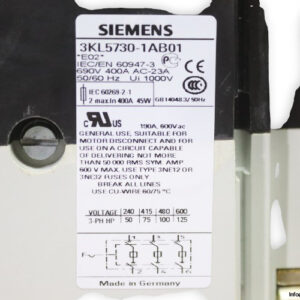 SIEMENS
3KL5730-1AB01
"E02"
IEC/EN 60947-3
690V 400A AC-23A
50/60 Hz Ui 1000V
IEC 60269-2-1
2 max.In 400A 45W
GB14048.3/50Hz
190A, 600Vac
GENERAL USE, SUITABLE FOR
MOTOR DISCONNECT AND FOR
USE ON A CIRCUIT CAPABLE
OF DELIVERING NOT MORE
THAN 50 000 RMS SYM. AMP
600 V MAX. USE TYPE 3NE12 OR
3NE32 FUSES ONLY
BREAK ALL LINES
USE CU-WIRE 60/75 °C
VOLTAGE 240 415 480 600
3-PH HP 50 75 100 125
Made in Germany